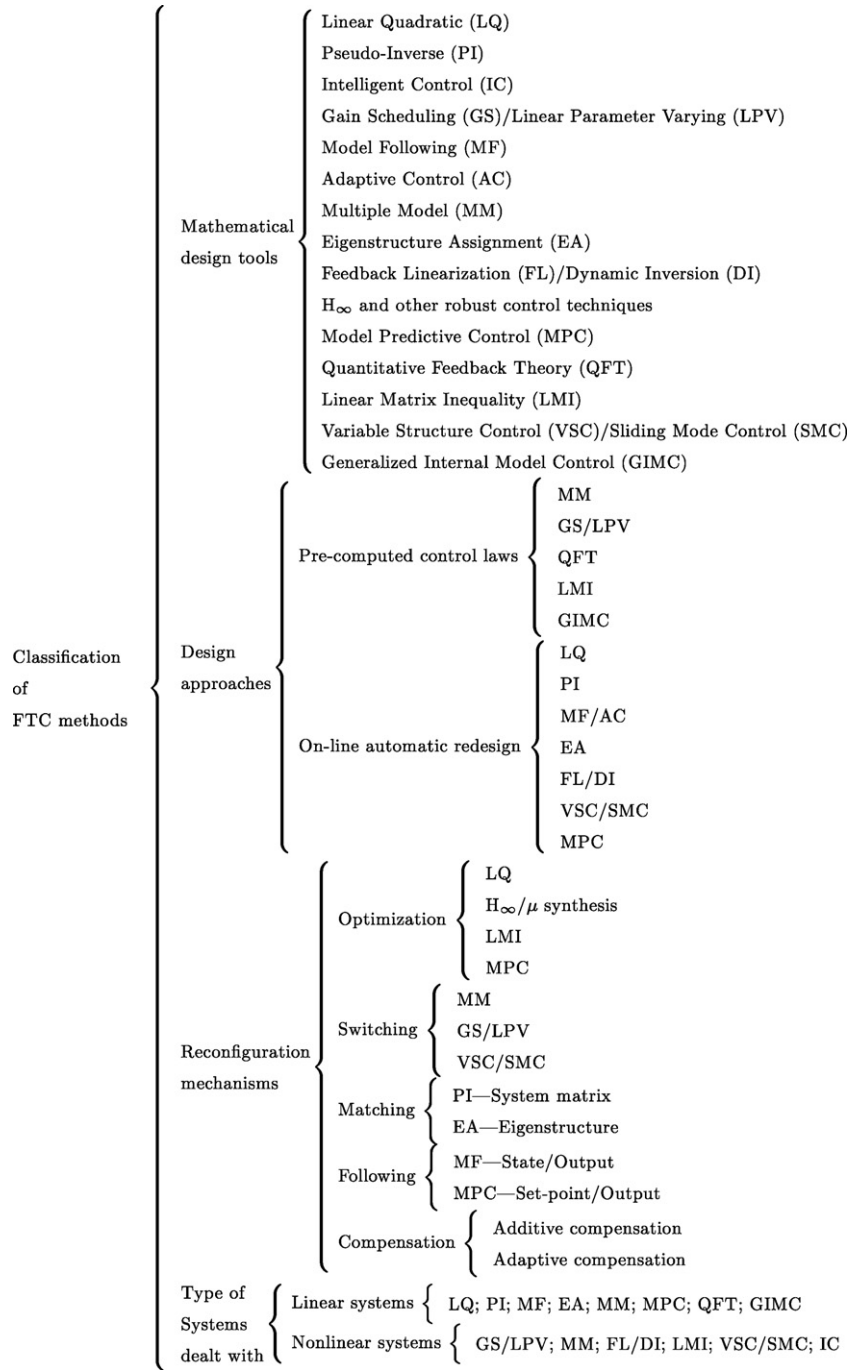 Classification
of
FTC methods
Mathematical
design tools
Linear Quadratic (LQ)
Pseudo-Inverse (PI)
Intelligent Control (IC)
Gain Scheduling (GS)/Linear Parameter Varying (LPV)
Model Following (MF)
Adaptive Control (AC)
Multiple Model (MM)
Eigenstructure Assignment (EA)
Feedback Linearization (FL)/Dynamic Inversion (DI)
H∞ and other robust control techniques
Model Predictive Control (MPC)
Quantitative Feedback Theory (QFT)
Linear Matrix Inequality (LMI)
Variable Structure Control (VSC)/Sliding Mode Control (SMC)
Generalized Internal Model Control (GIMC)
Design
approaches
Pre-computed control laws
MM
GS/LPV
QFT
LMI
GIMC
On-line automatic redesign
LQ
PI
MF/AC
EA
FL/DI
VSC/SMC
MPC
Reconfiguration
mechanisms
Optimization
LQ
H∞/μ synthesis
LMI
MPC
Switching
MM
GS/LPV
VSC/SMC
Matching
PI—System matrix
EA—Eigenstructure
Following
MF—State/Output
MPC—Set-point/Output
Compensation
Additive compensation
Adaptive compensation
Type of
Systems
dealt with
Linear systems
LQ; PI; MF; EA; MM; MPC; QFT; GIMC
Nonlinear systems
GS/LPV; MM; FL/DI; LMI; VSC/SMC; IC